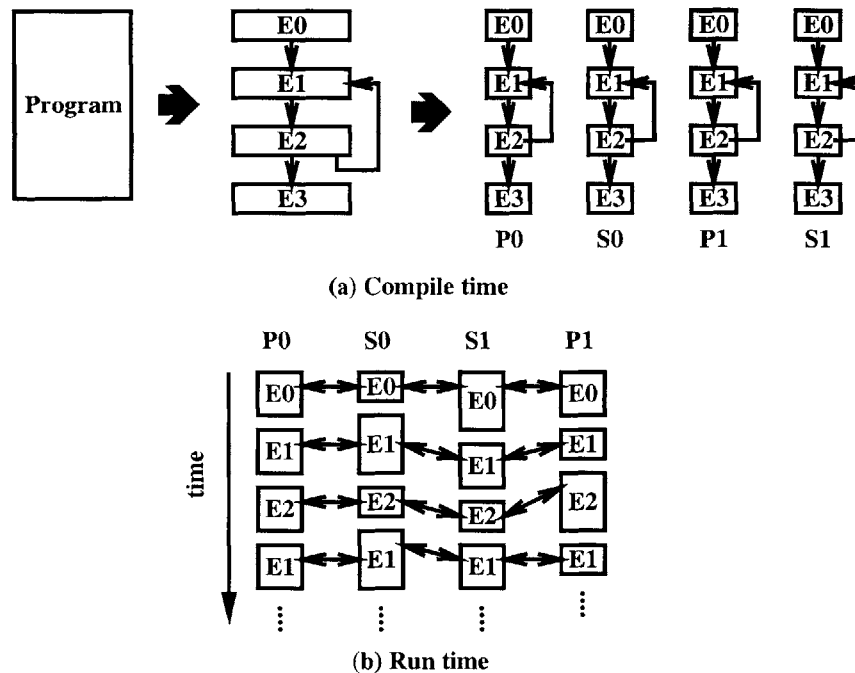 E0 E0 E0 E0 E0
E1 E1 E1 E1 E1
Program
E2 E2 E2 E2 E2
E3 E3 E3 E3 E3
P0 S0 P1 S1
(a) Compile time
P0 S0 S1 P1
E0 E0 E0 E0
E1 E1 E1 E1
time
E2 E2 E2 E2
E1 E1 E1 E1
(b) Run time